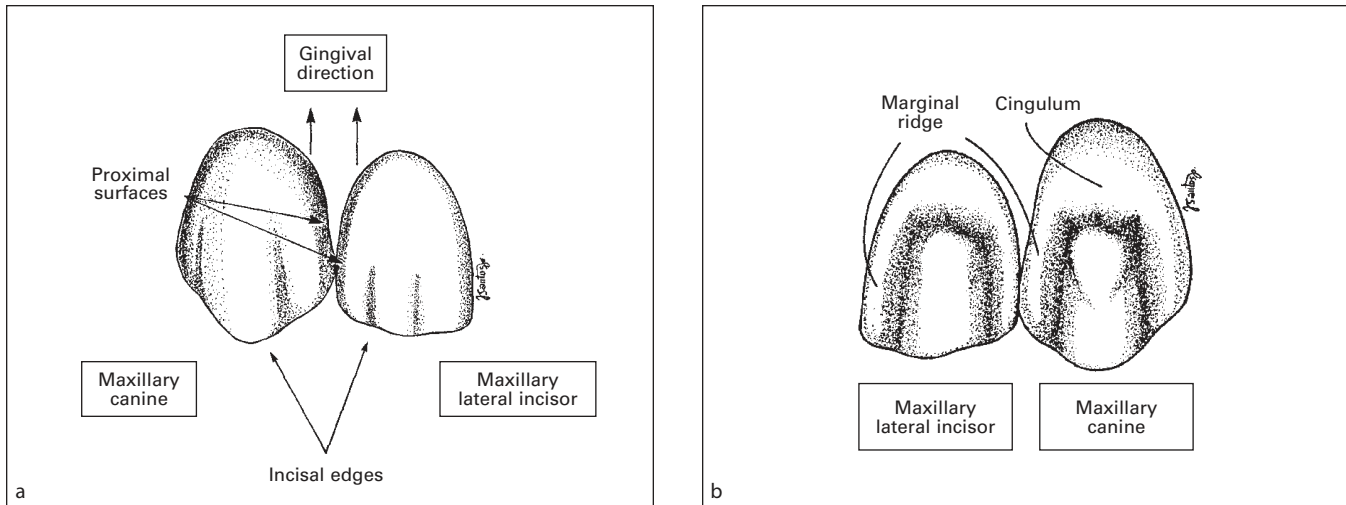 Gingival
direction
Proximal
surfaces
Maxillary
canine
Maxillary
lateral incisor
Incisal edges
a
Marginal
ridge
Cingulum
Maxillary
lateral incisor
Maxillary
canine
b